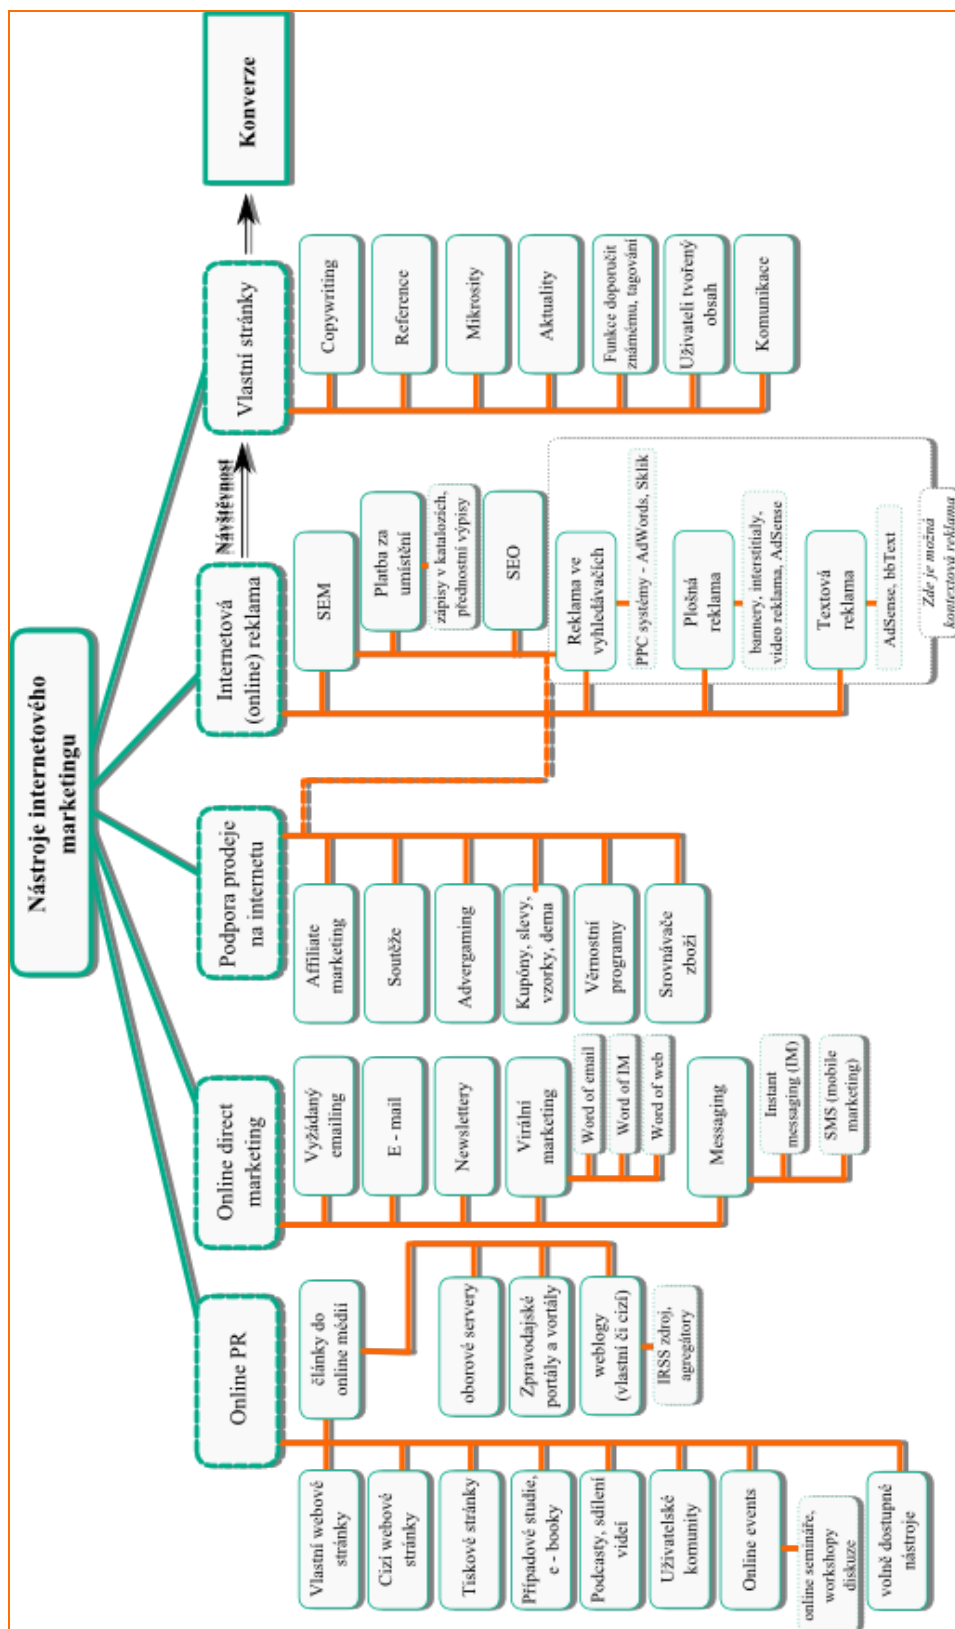 Nástroje internetového
marketingu
Online PR
Online direct
marketing
Podpora prodeje
na internetu
Internetová
(online) reklama
Návštěvnost
Vlastní stránky
Konverze
Vlastní webové
stránky
Cizí webové
stránky
Tiskové stránky
Případové studie,
e - booky
Podcasty, sdílení
videí
Uživatelské
komunity
Online events
online semináře,
workshopy
diskuze
volně dostupné
nástroje
články do
online médií
oborové servery
Zpravodajské
portály a vortály
weblogy
(vlastní či cizí)
IRSS zdroj,
agregátory
Vyžádaný
emailing
E - mail
Newslettery
Virální
marketing
Word of email
Word of IM
Word of web
Messaging
Instant
messaging (IM)
SMS (mobile
marketing)
Affiliate
marketing
Soutěže
Advergaming
Kupóny, slevy,
vzorky, dema
Věrnostní
programy
Srovnávače
zboží
SEM
Platba za
umístění
zápisy v katalozích,
přednostní výpisy
SEO
Reklama ve
vyhledávačích
PPC systémy - AdWords, Sklik
Plošná
reklama
bannery, interstitialy,
video reklama, AdSense
Textová
reklama
AdSense, bbText
Zde je možná
kontextová reklama
Copywriting
Reference
Mikrosity
Aktuality
Funkce doporučit
známému, tagování
Uživateli tvořený
obsah
Komunikace